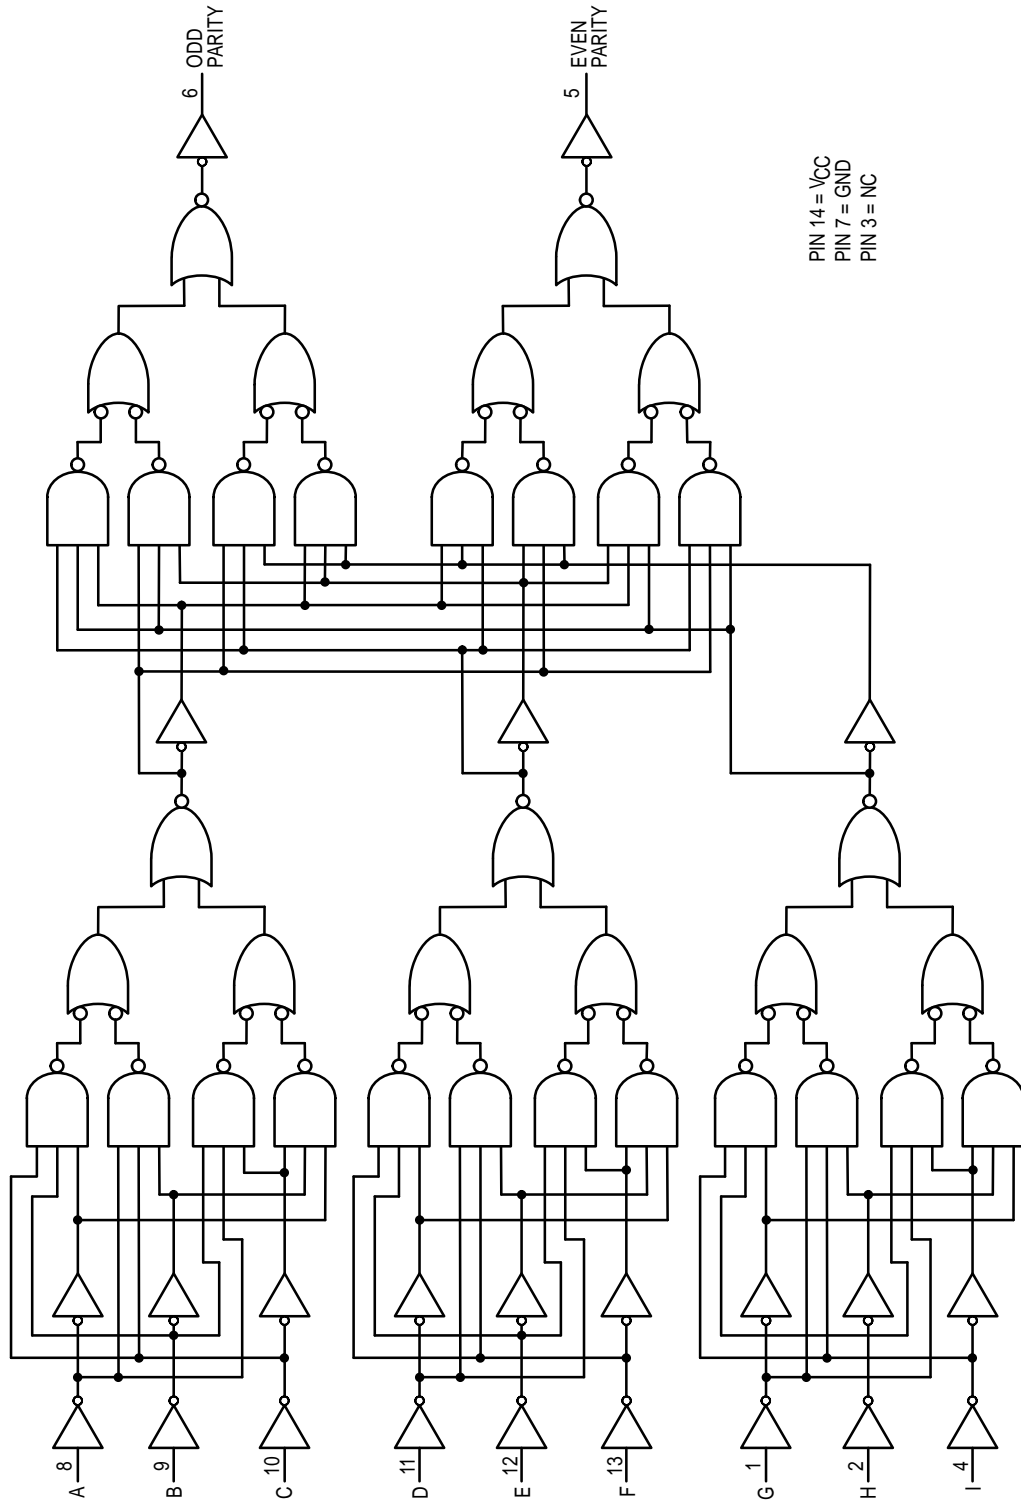 A 8
B 9
C 10
D 11
E 12
F 13
G 1
H 2
I 4
6 ODD
PARITY
5 EVEN
PARITY
PIN 14 = VCC
PIN 7 = GND
PIN 3 = NC